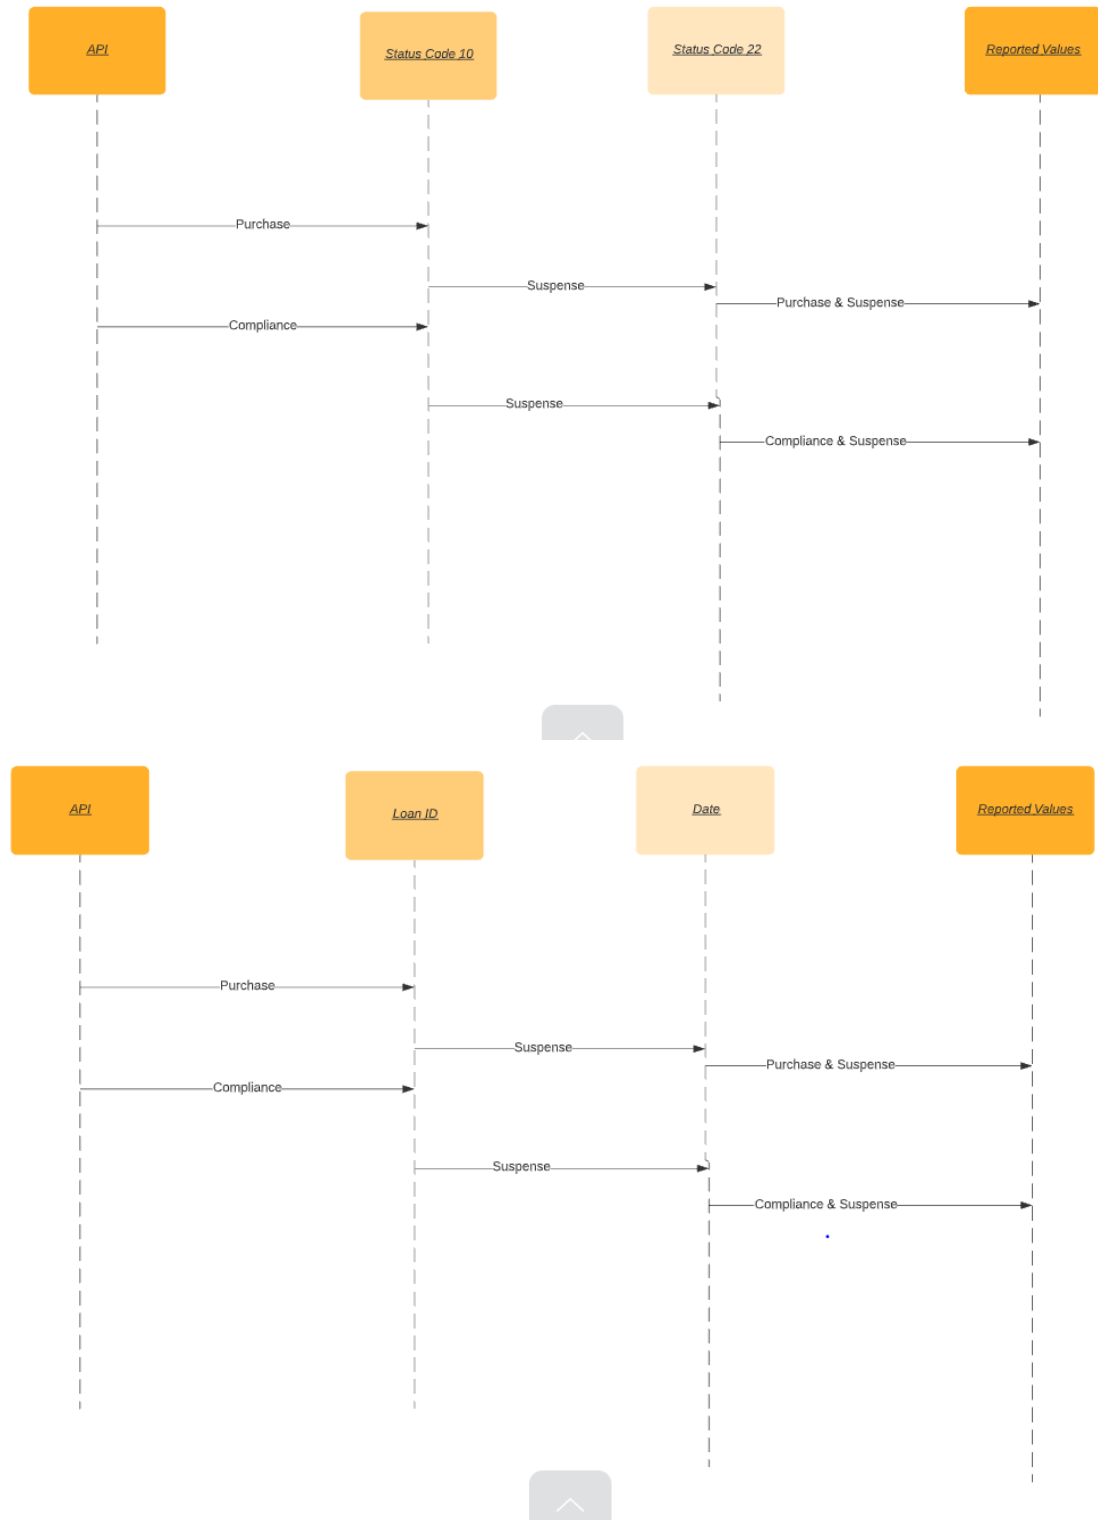 API
Status Code 10
Status Code 22
Reported Values
Purchase
Suspense
Purchase & Suspense
Compliance
Suspense
Compliance & Suspense
API
Loan ID
Date
Reported Values
Purchase
Suspense
Purchase & Suspense
Compliance
Suspense
Compliance & Suspense